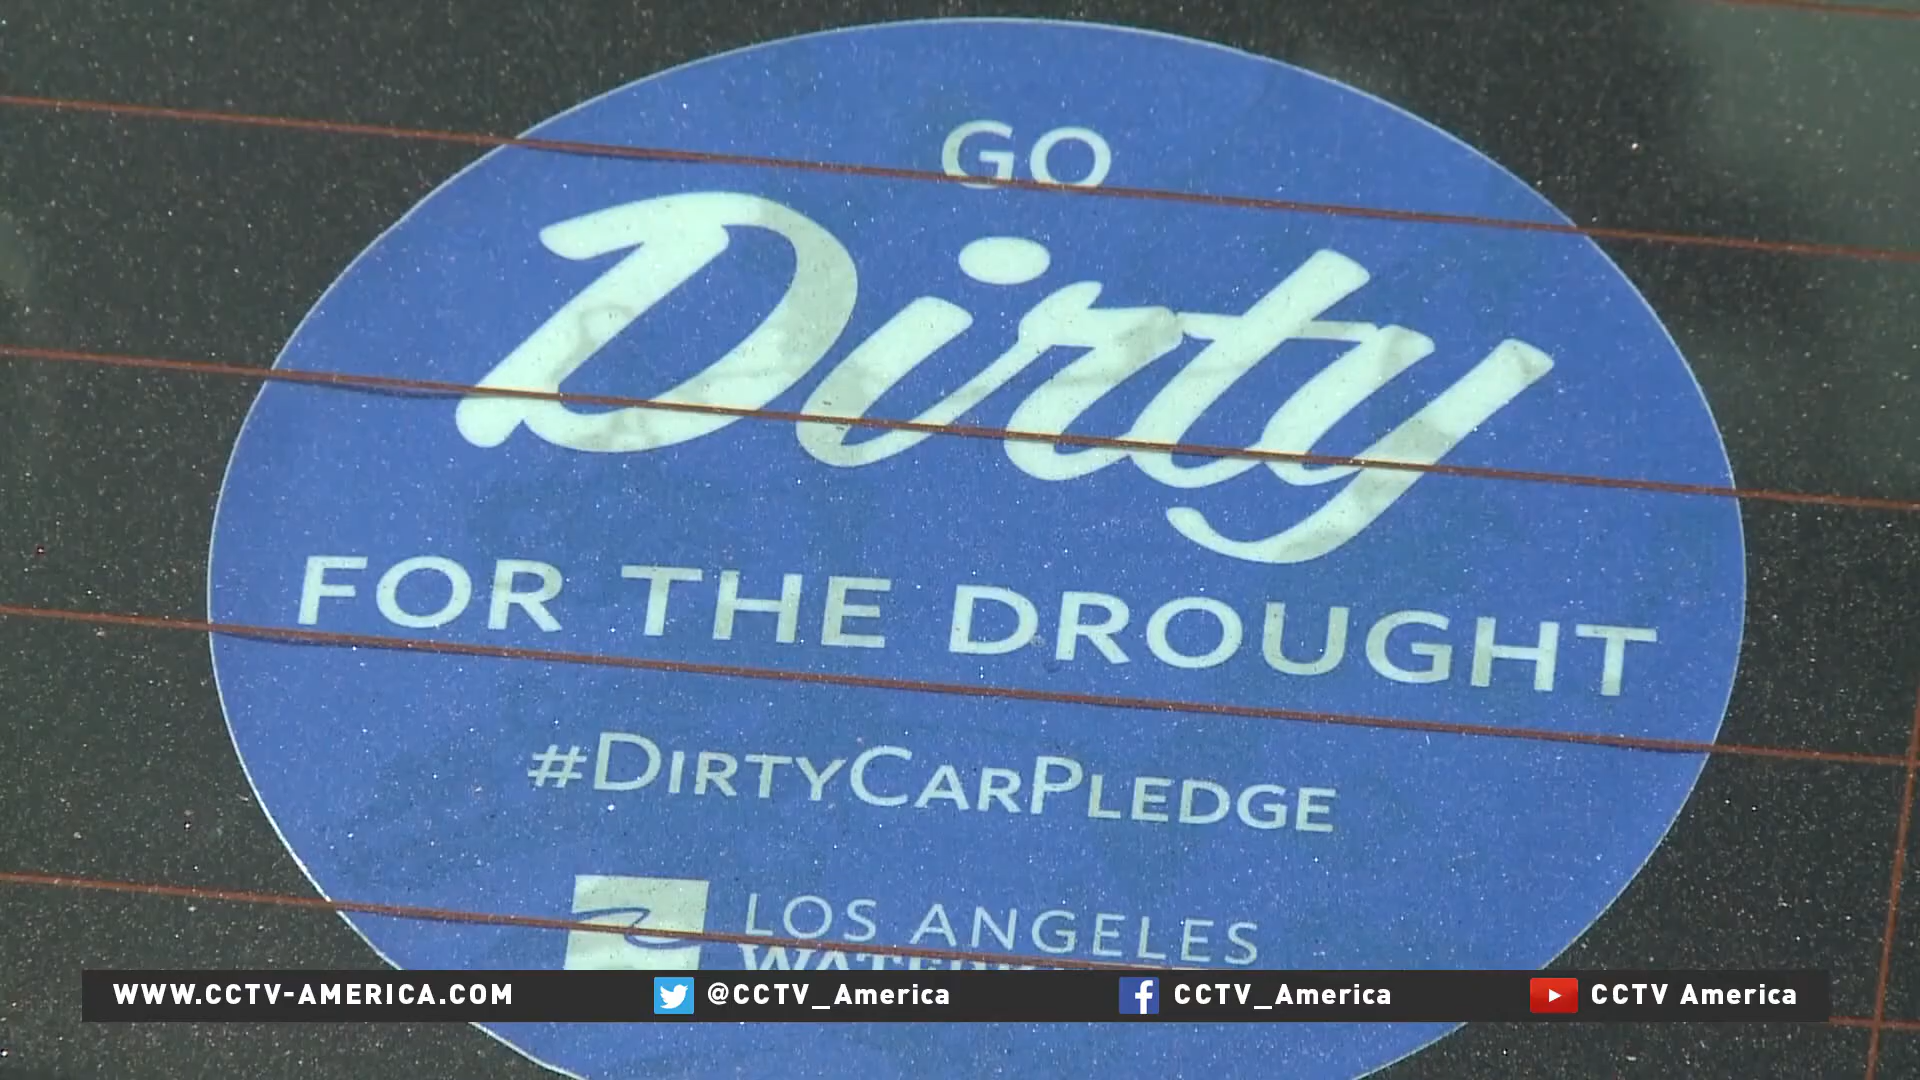 GO
Dirty
FOR THE DROUGHT
#DIRTYCARPLEDGE
LOS ANGELES
WWW.CCTV-AMERICA.COM @CCTV_America CCTV_America CCTV America